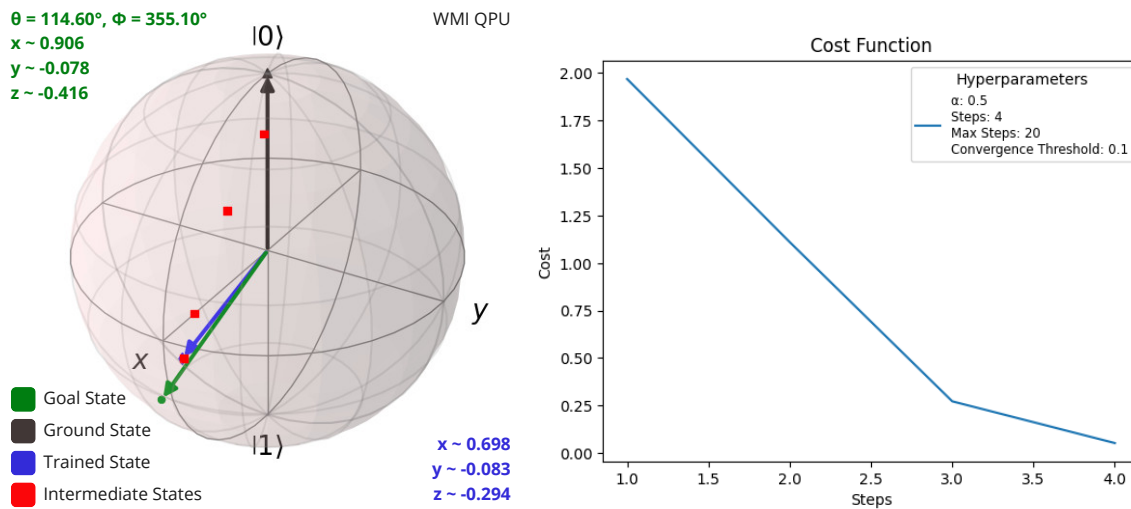 θ = 114.60°, Φ = 355.10°
x ~ 0.906
y ~ -0.078
z ~ -0.416
WMI QPU
|0⟩
y
x
|1⟩
Goal State
Ground State
Trained State
Intermediate States
x ~ 0.698
y ~ -0.083
z ~ -0.294
Cost Function
Hyperparameters
α: 0.5
Steps: 4
Max Steps: 20
Convergence Threshold: 0.1
Cost
2.00
1.75
1.50
1.25
1.00
0.75
0.50
0.25
0.00
1.0 1.5 2.0 2.5 3.0 3.5 4.0
Steps